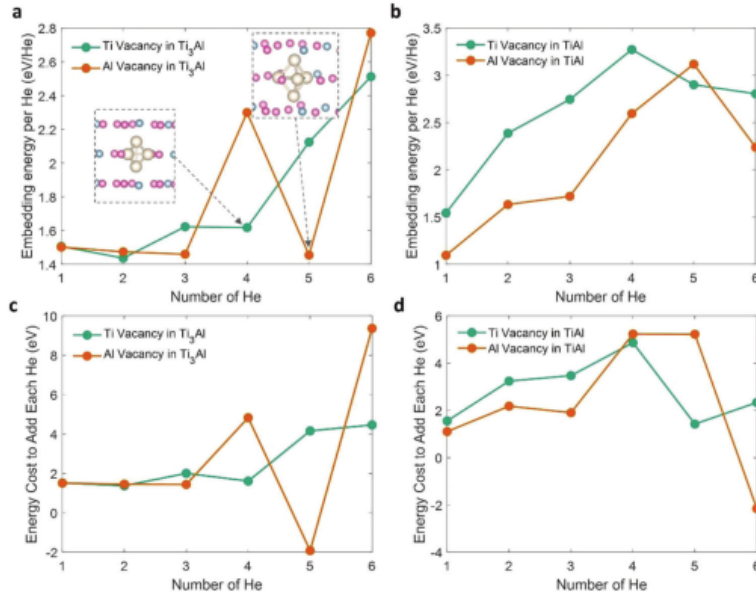 a
Embedding energy per He (eV/He)
2.8
2.6
2.4
2.2
2
1.8
1.6
1.4
Ti Vacancy in Ti₃Al
Al Vacancy in Ti₃Al
1 2 3 4 5 6
Number of He
b
Embedding energy per He (eV/He)
3.5
3
2.5
2
1.5
1
Ti Vacancy in TiAl
Al Vacancy in TiAl
1 2 3 4 5 6
Number of He
c
Energy Cost to Add Each He (eV)
10
8
6
4
2
0
-2
Ti Vacancy in Ti₃Al
Al Vacancy in Ti₃Al
1 2 3 4 5 6
Number of He
d
Energy Cost to Add Each He (eV)
6
4
2
0
-2
-4
Ti Vacancy in TiAl
Al Vacancy in TiAl
1 2 3 4 5 6
Number of He